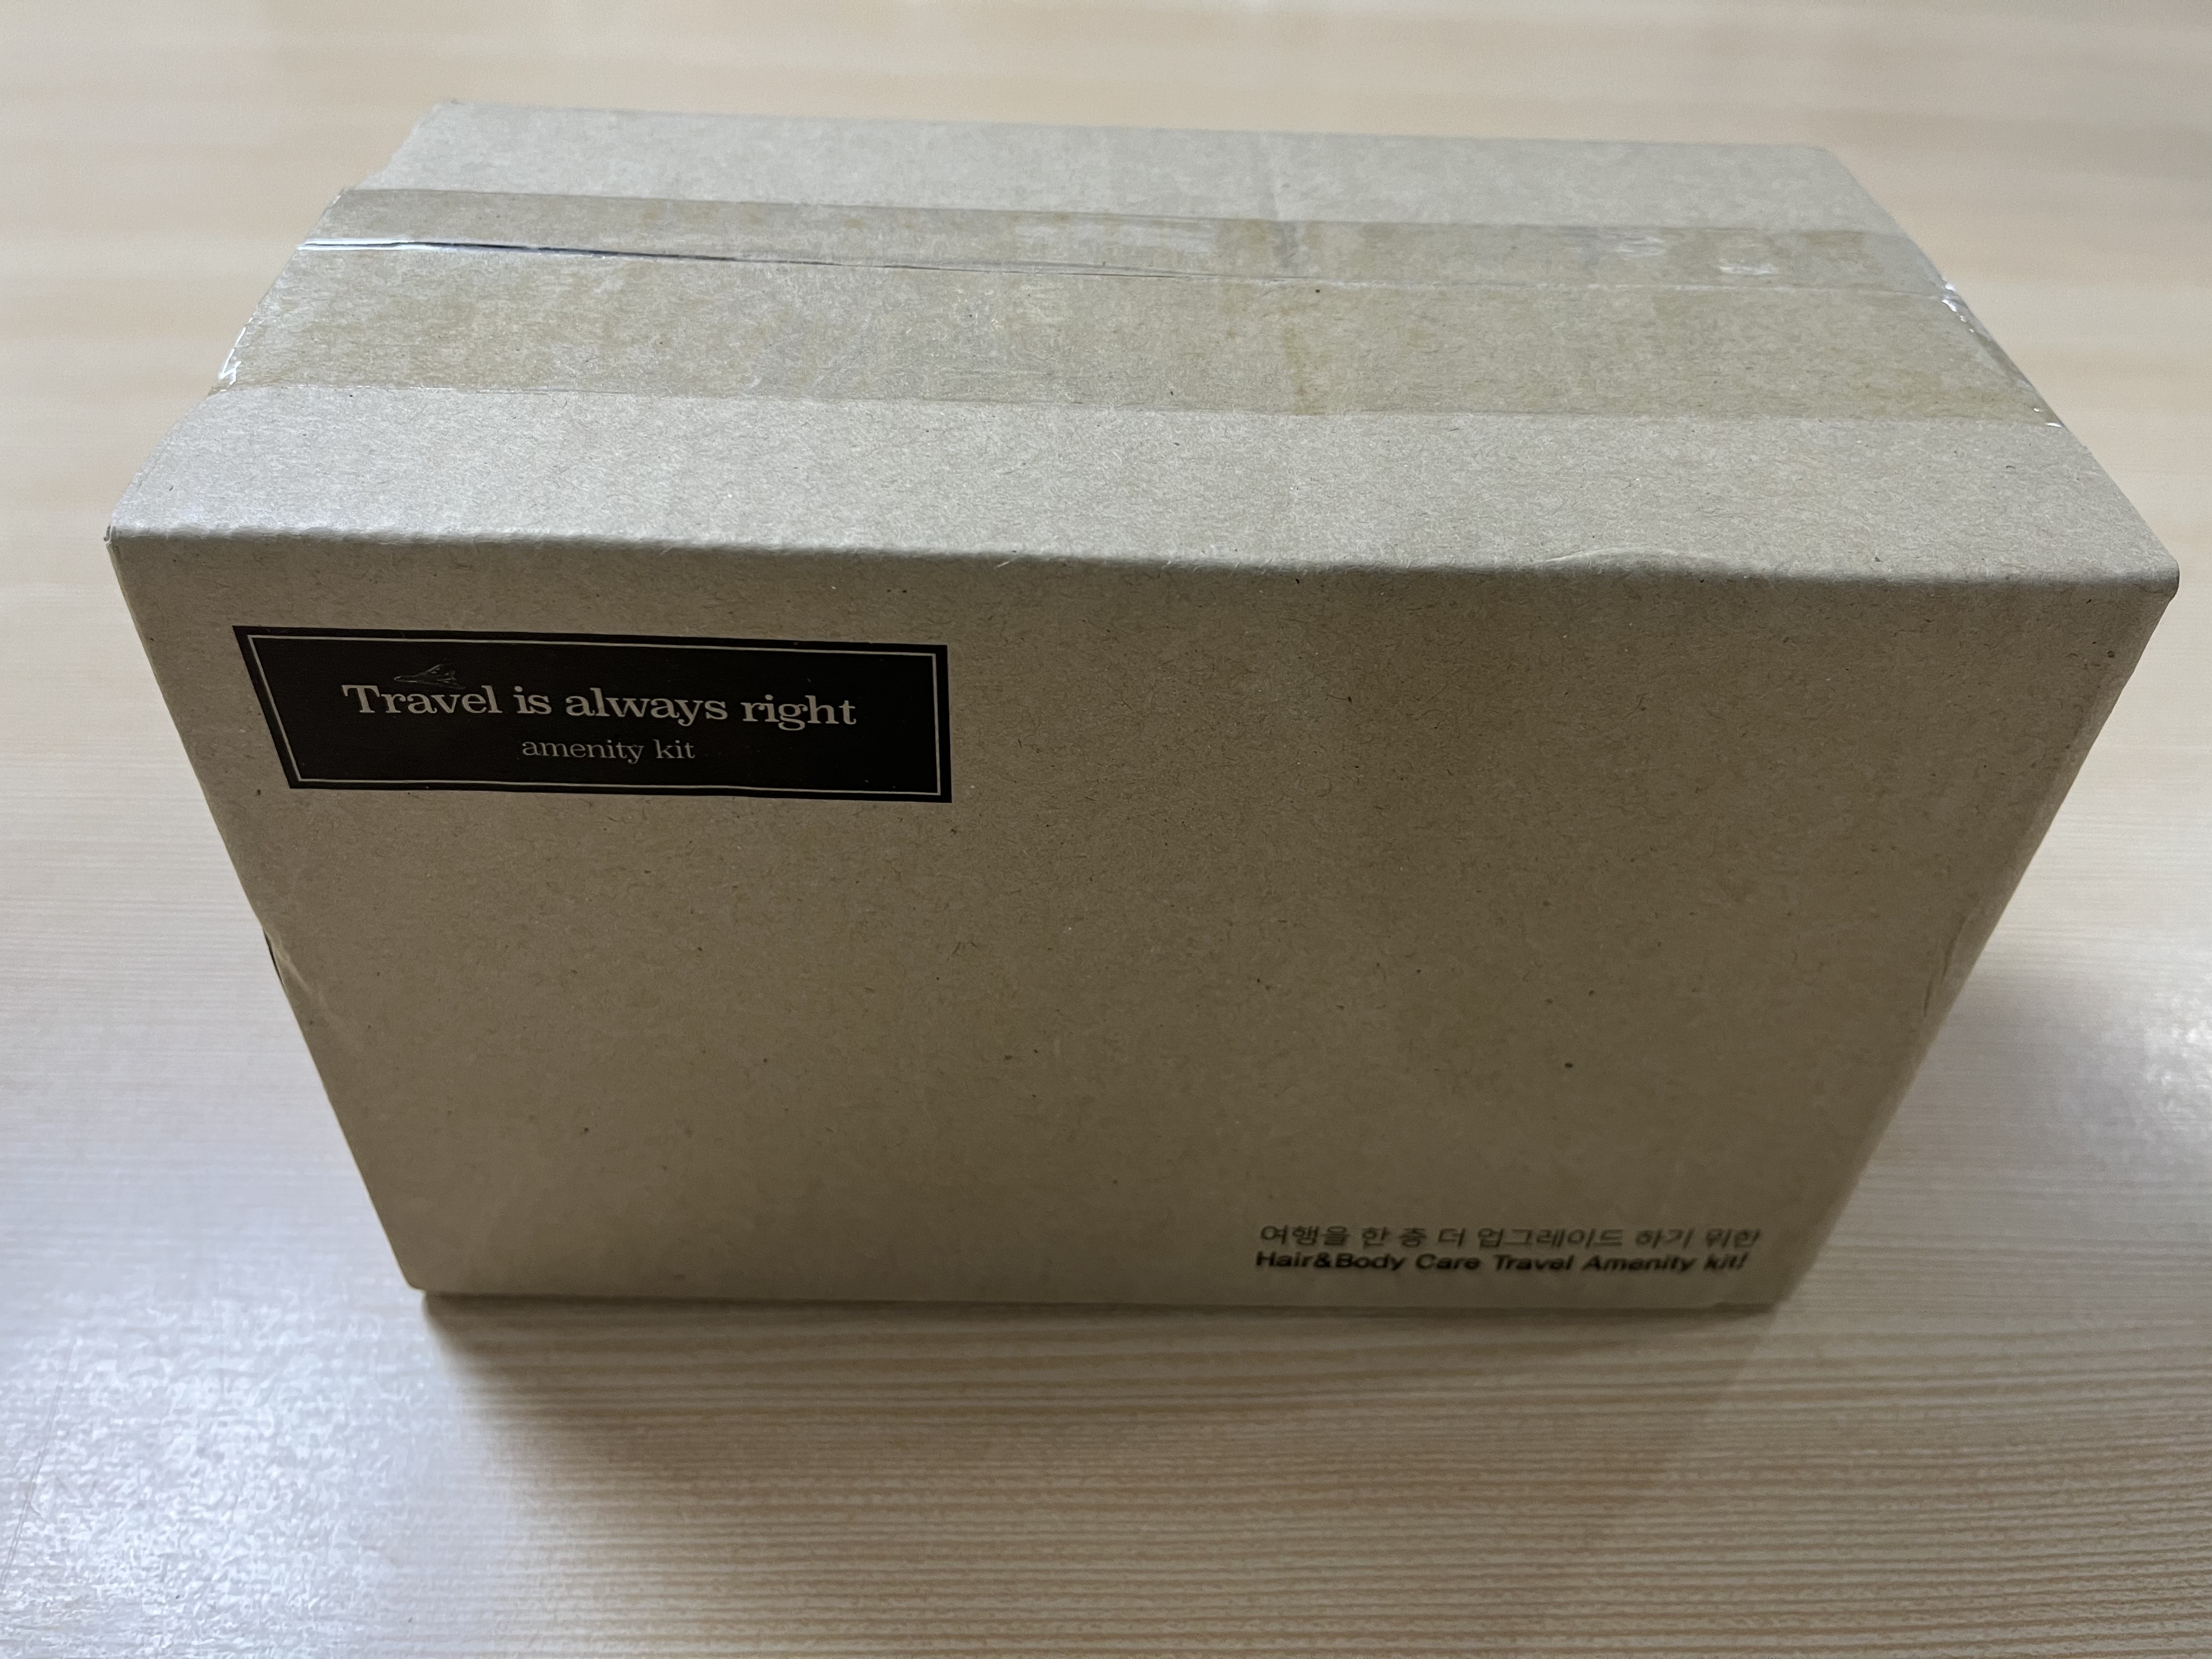 Travel is always right
amenity kit
여행을 한 층 더 업그레이드 하기 위한
Hair&Body Care Travel Amenity kit!